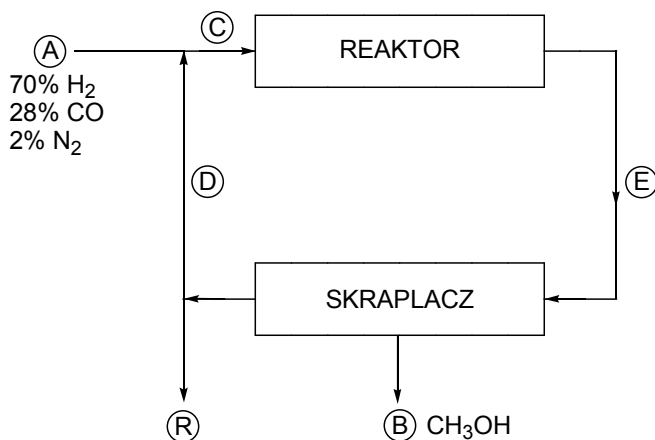 C
A
REAKTOR
70% H₂
28% CO
2% N₂
D
E
SKRAPLACZ
R
B CH₃OH